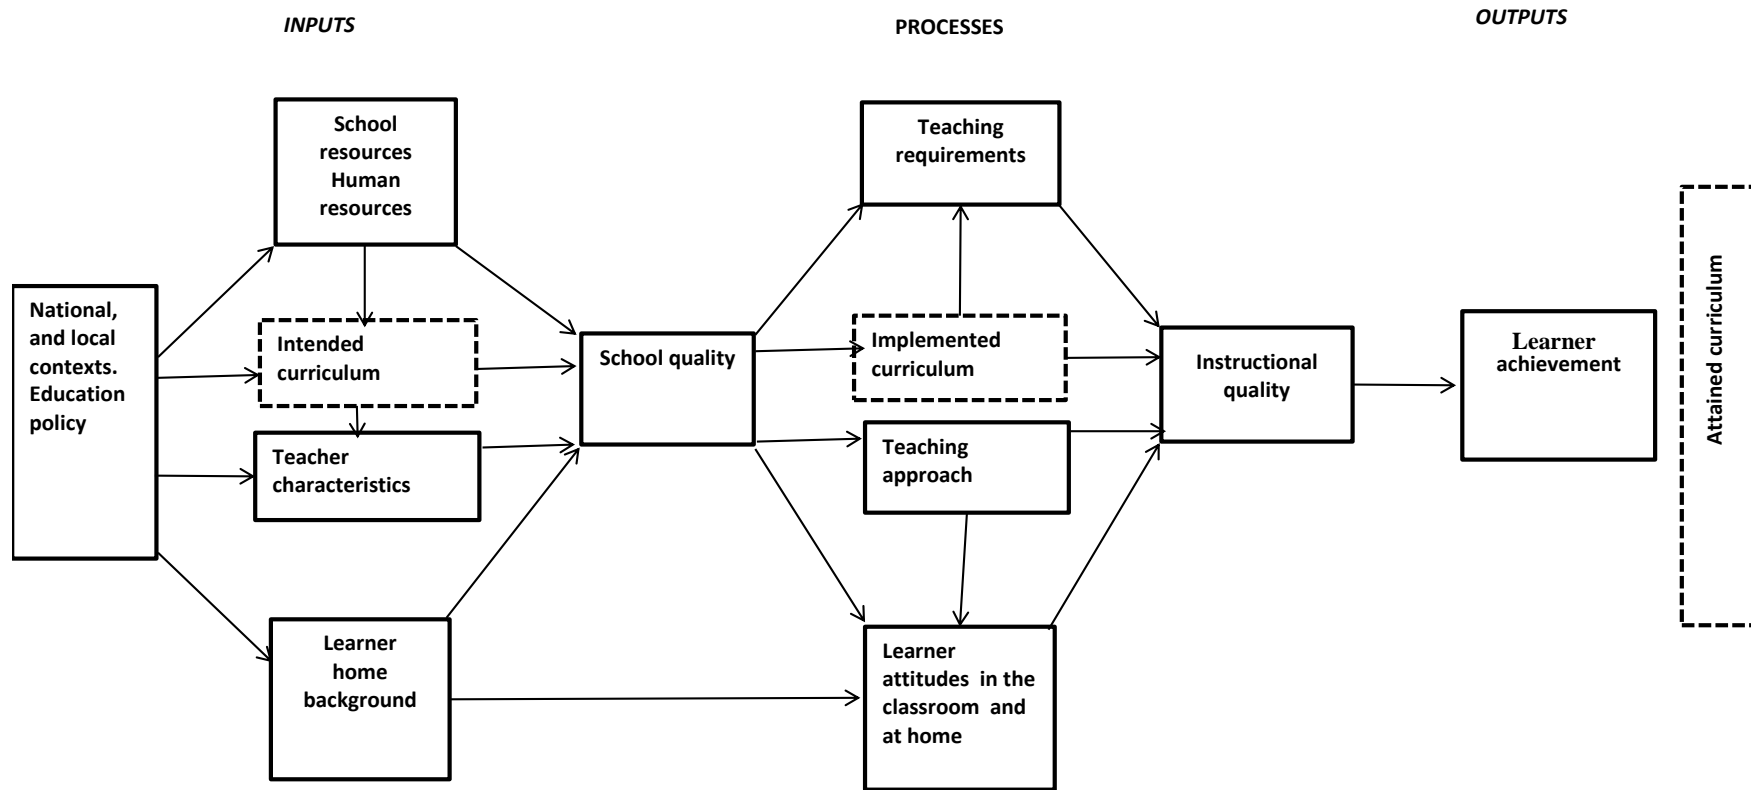 INPUTS
PROCESSES
OUTPUTS
School
resources
Human
resources
Teaching
requirements
National,
and local
contexts.
Education
policy
Intended
curriculum
School quality
Implemented
curriculum
Instructional
quality
Learner
achievement
Attained curriculum
Teacher
characteristics
Teaching
approach
Learner
home
background
Learner
attitudes in the
classroom and
at home